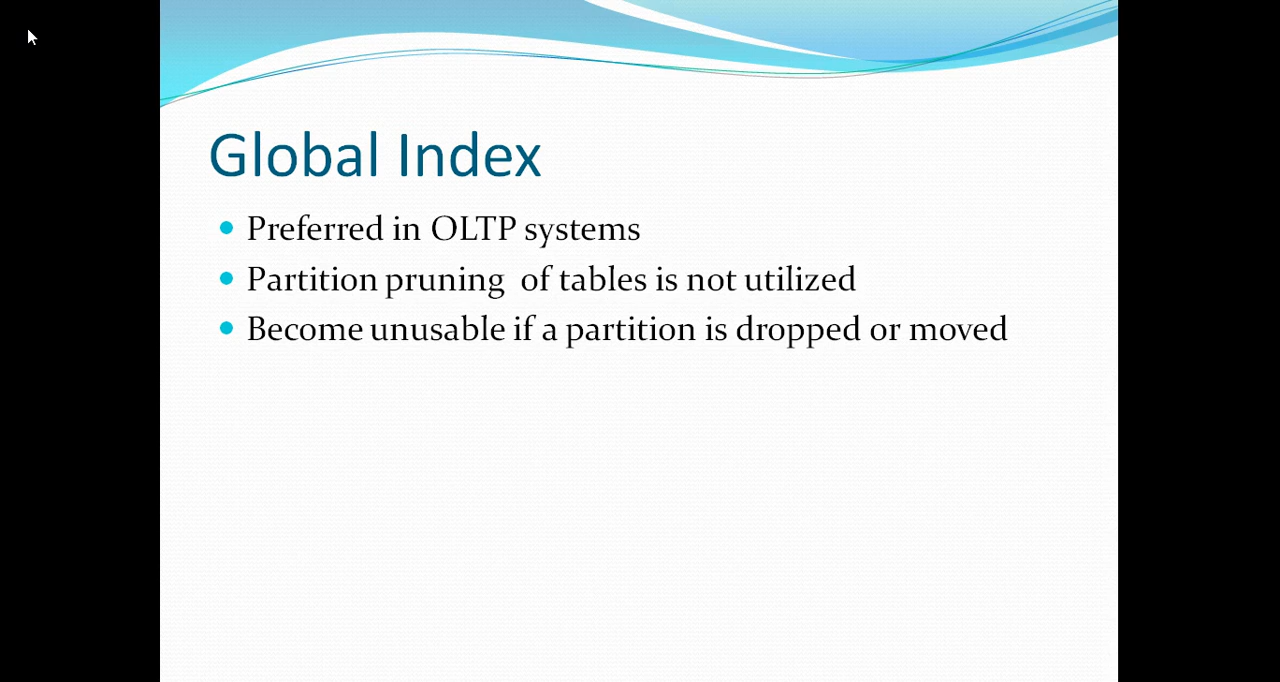 Global Index
Preferred in OLTP systems
Partition pruning  of tables is not utilized
Become unusable if a partition is dropped or moved